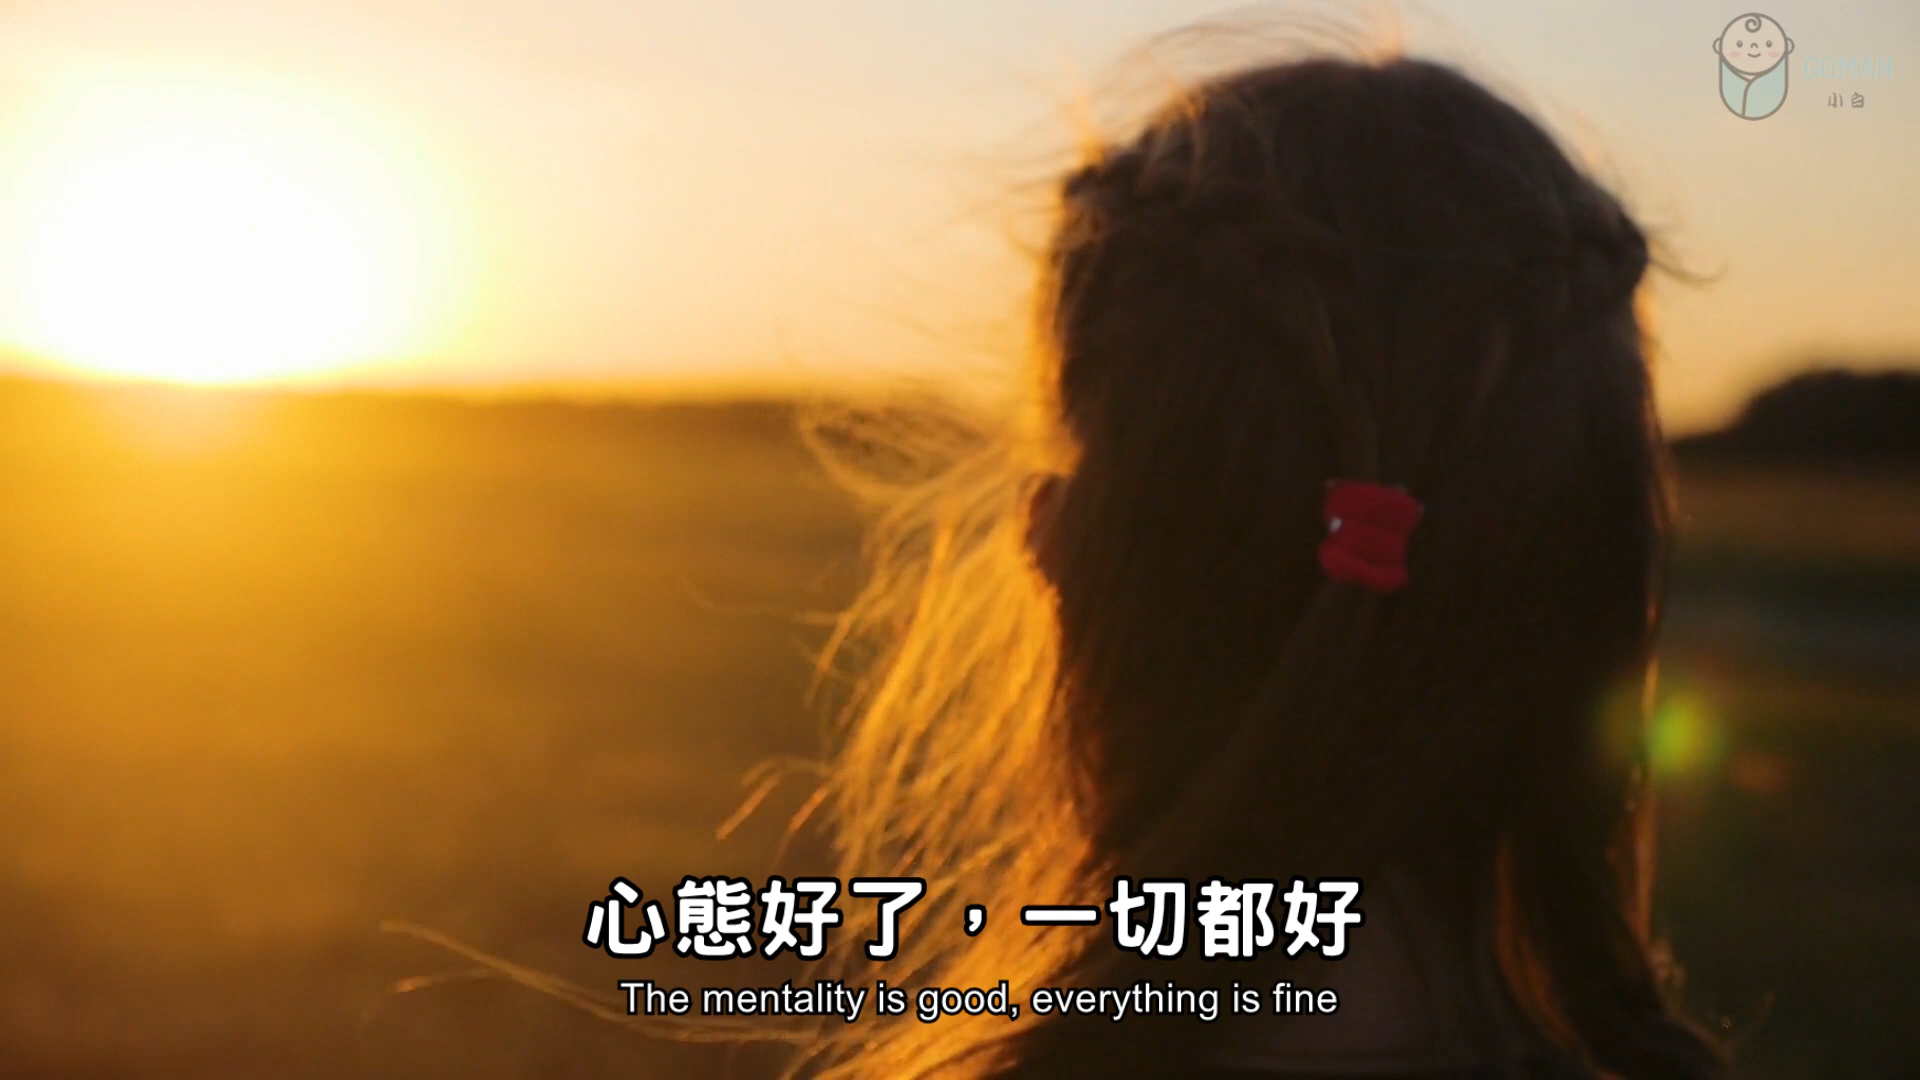 小白
心態好了，一切都好
The mentality is good, everything is fine